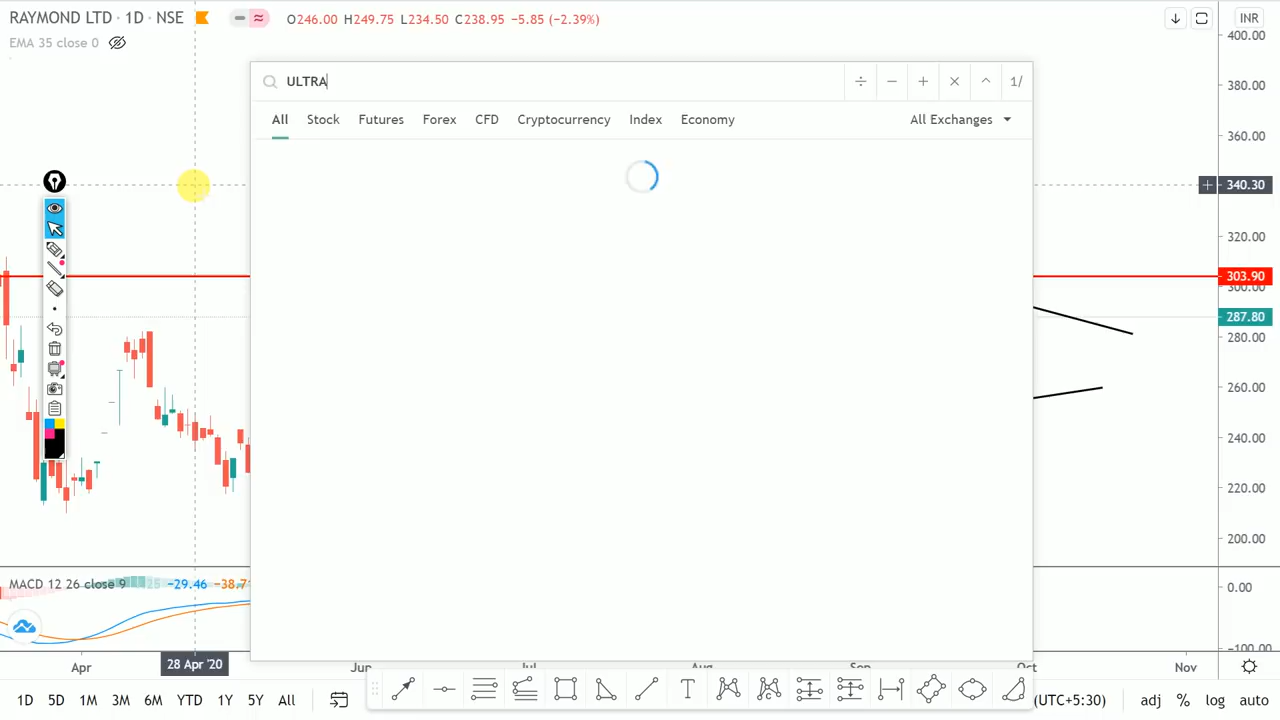 RAYMOND LTD · 1D · NSE
O246.00 H249.75 L234.50 C238.95 −5.85 (−2.39%)
INR
EMA 35 close 0
ULTRA
1/
All Stock Futures Forex CFD Cryptocurrency Index Economy All Exchanges
400.00
380.00
360.00
340.30
320.00
303.90
300.00
287.80
280.00
260.00
240.00
220.00
200.00
MACD 12 26 close 9 −29.46
0.00
−100.00
Apr 28 Apr '20 Jun Jul Aug Sep Oct Nov
1D 5D 1M 3M 6M YTD 1Y 5Y All
T
(UTC+5:30) adj % log auto